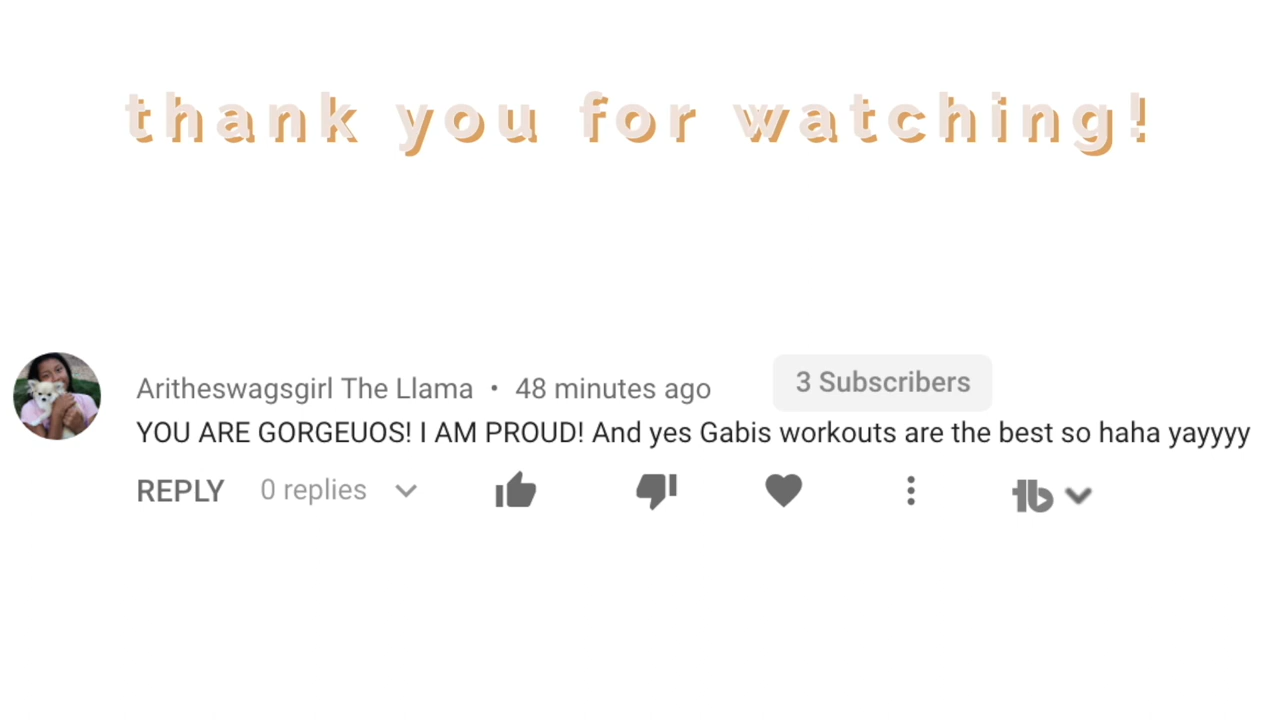 thank you for watching!
Aritheswagsgirl The Llama • 48 minutes ago 3 Subscribers
YOU ARE GORGEUOS! I AM PROUD! And yes Gabis workouts are the best so haha yayyyy
REPLY 0 replies tb